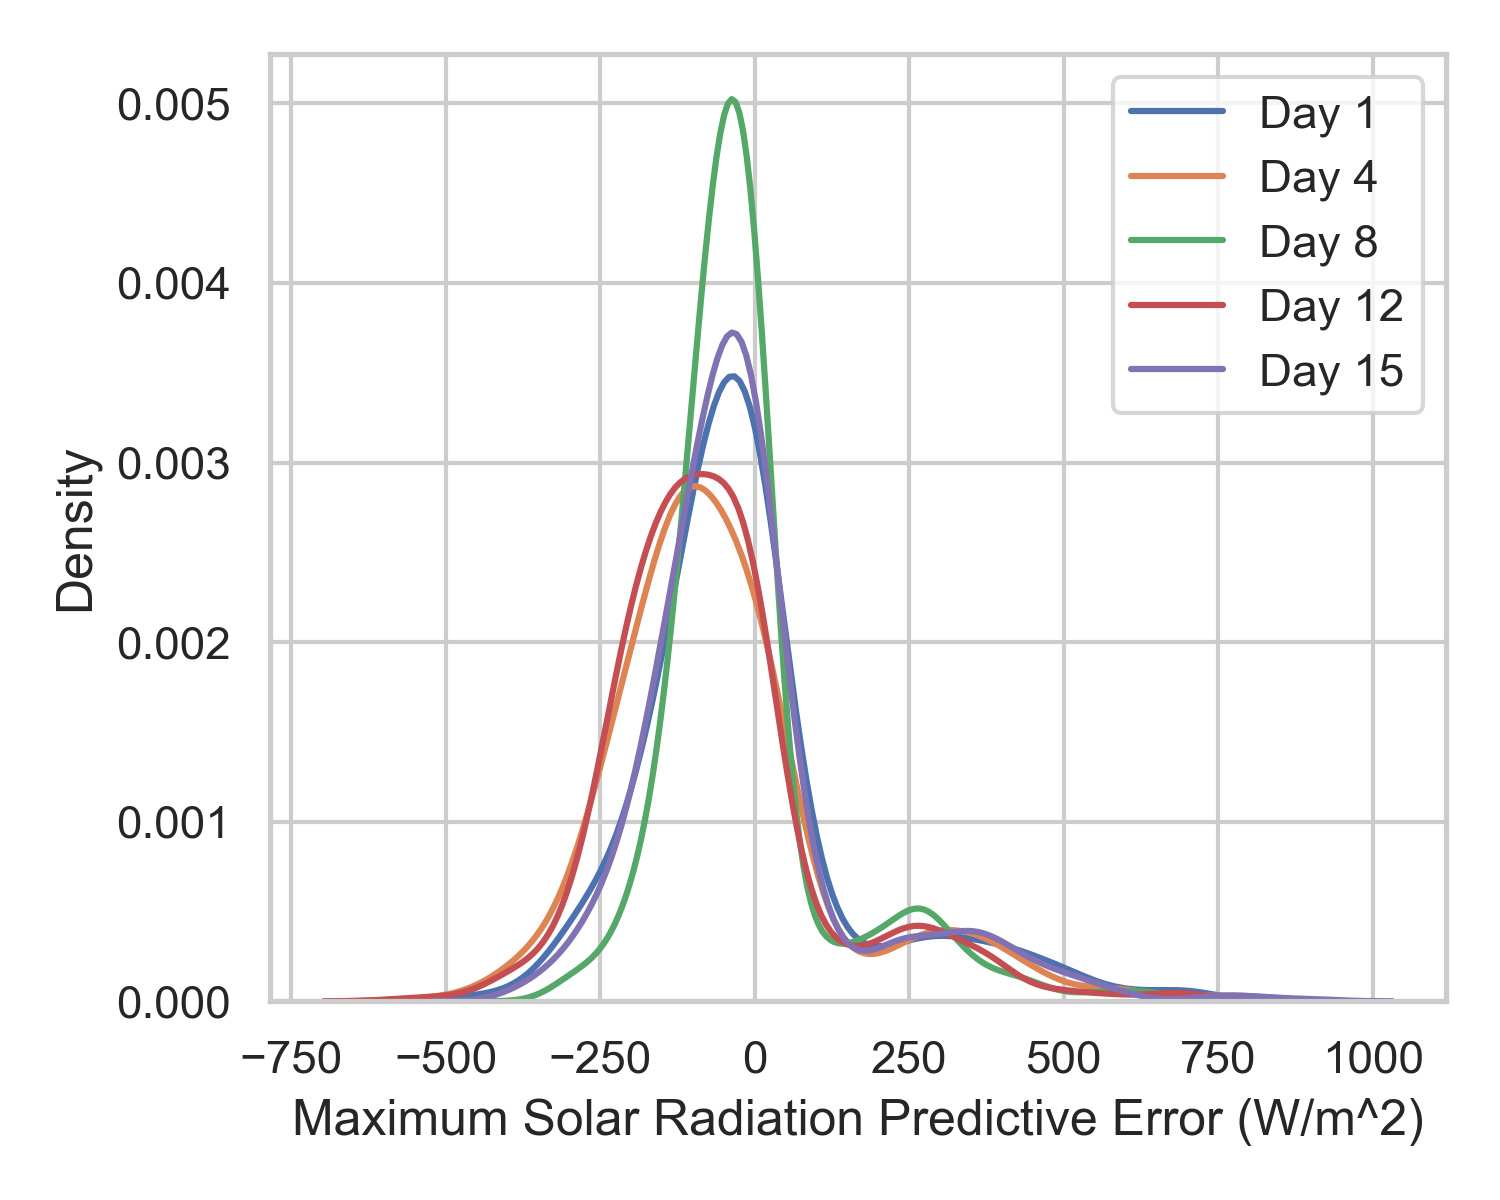 Density
0.005
0.004
0.003
0.002
0.001
0.000
−750 −500 −250 0 250 500 750 1000
Maximum Solar Radiation Predictive Error (W/m^2)
Day 1
Day 4
Day 8
Day 12
Day 15